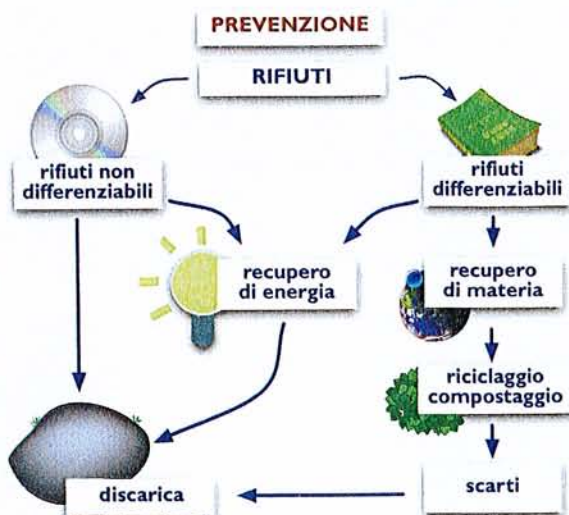 PREVENZIONE
RIFIUTI
rifiuti non
differenziabili
rifiuti
differenziabili
recupero
di energia
recupero
di materia
riciclaggio
compostaggio
discarica
scarti